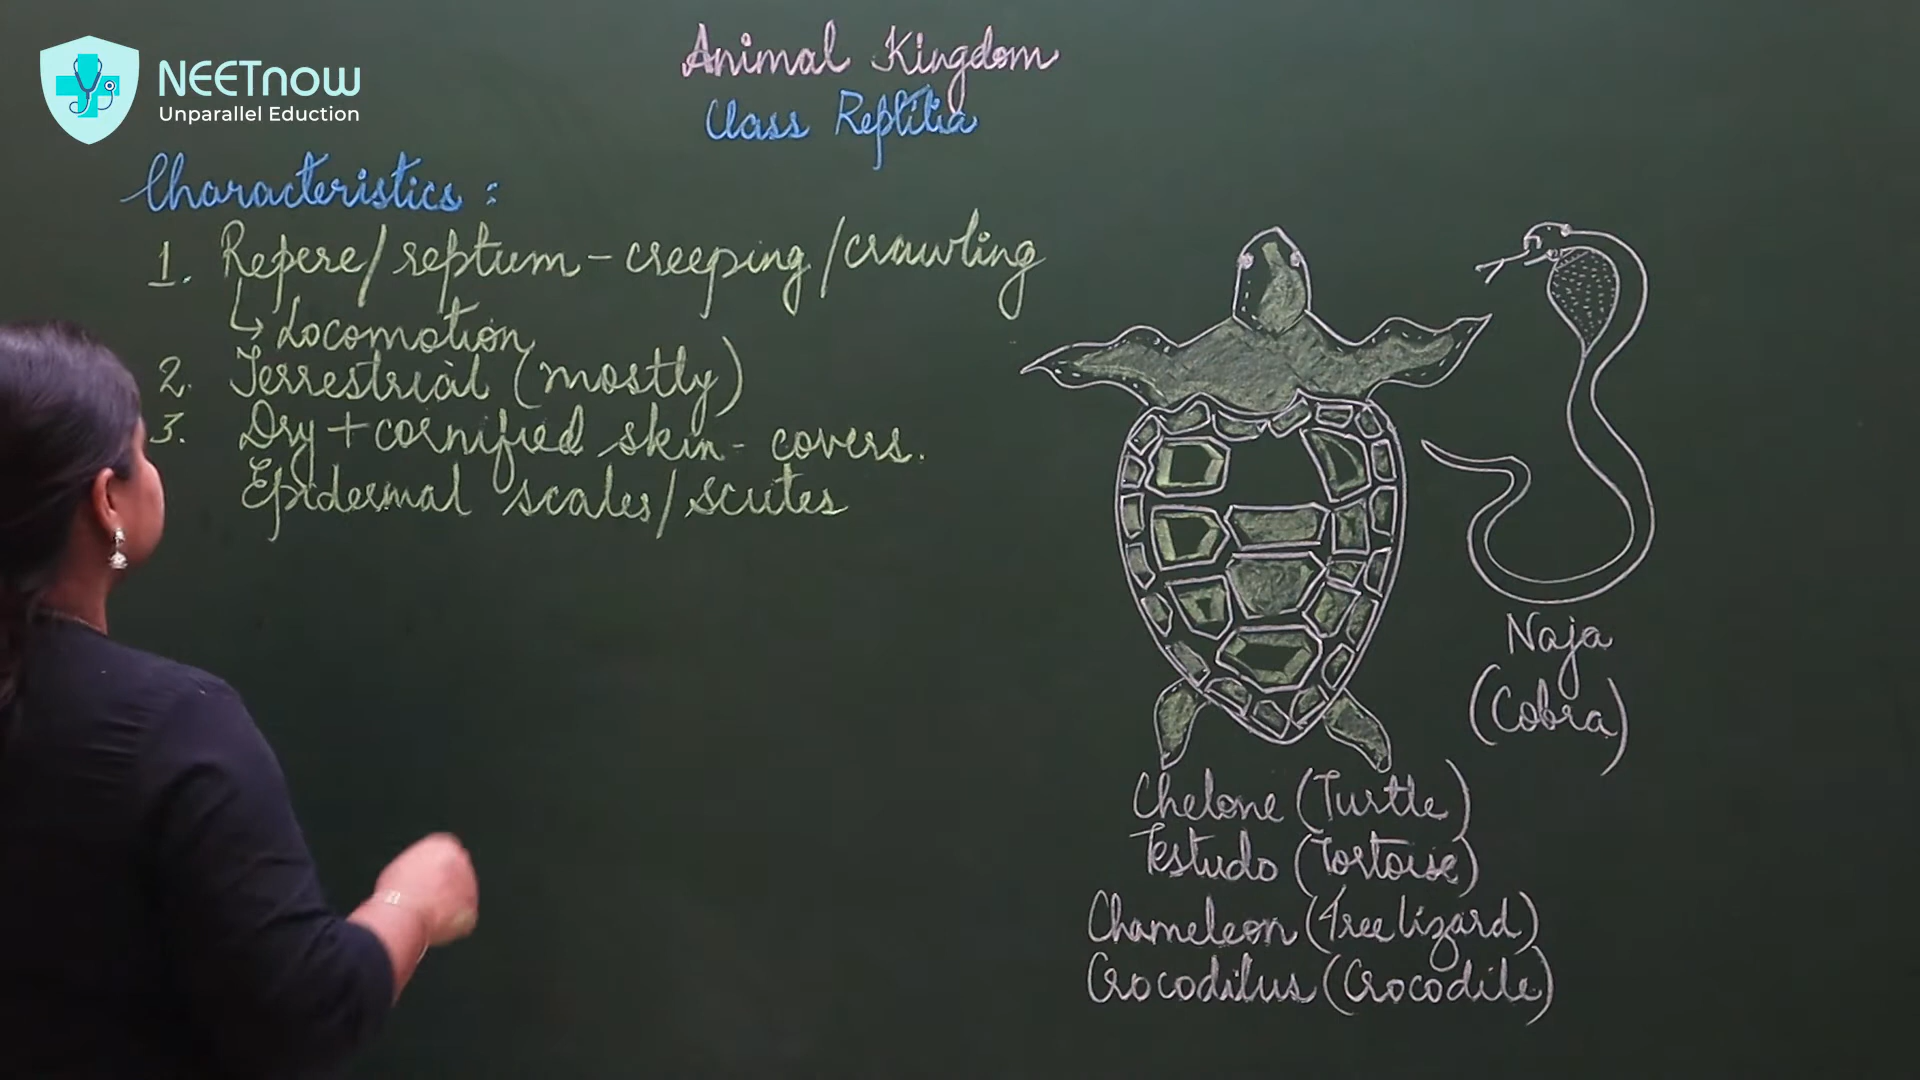 NEETnow
Unparallel Eduction
Animal Kingdom
Class Reptilia
Characteristics :
1. Repere/reptum - creeping/crawling
↳ Locomotion
2. Terrestrial (mostly)
3. Dry + cornified skin - covers.
Epidermal scales/scutes
Naja
(Cobra)
Chelone (Turtle)
Testudo (Tortoise)
Chameleon (Tree lizard)
Crocodilus (Crocodile)